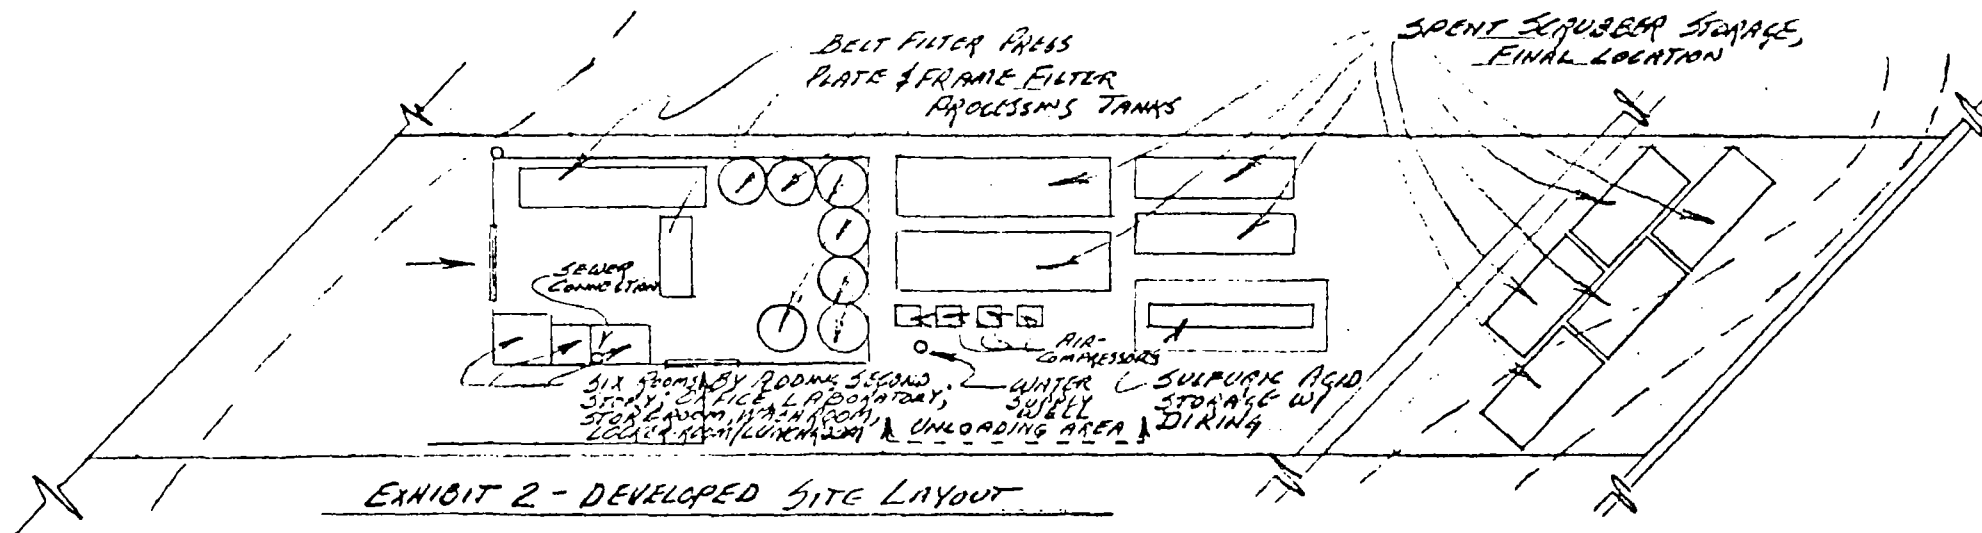 BELT FILTER PRESS
PLATE & FRAME FILTER
PROCESSING TANKS
SPENT SCRUBBER STORAGE,
FINAL LOCATION
SEWER
CONNECTION
AIR
COMPRESSORS
SIX ROOMS BY ADDING SECOND
STORY; OFFICE, LABORATORY,
STOREROOM, WASHROOM,
LOCKER ROOM/LUNCHROOM
WATER
SUPPLY
WELL
UNLOADING AREA
SULFURIC ACID
STORAGE W/
DIKING
EXHIBIT 2 - DEVELOPED SITE LAYOUT